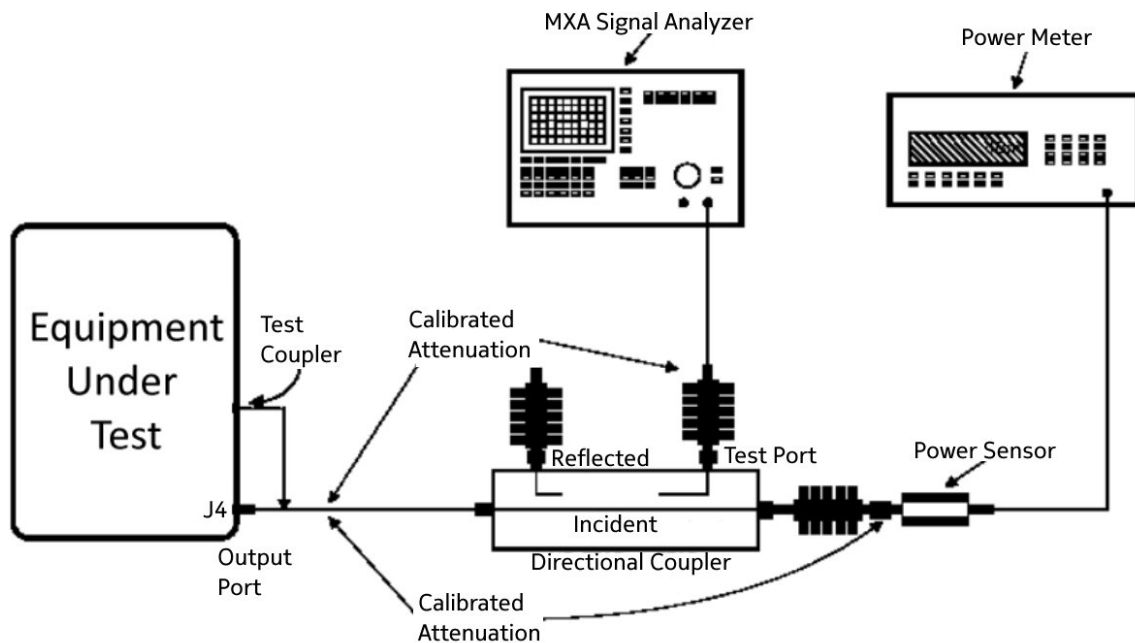 MXA Signal Analyzer
Power Meter
Equipment
Under
Test
Test
Coupler
Calibrated
Attenuation
Reflected
Test Port
Power Sensor
J4
Incident
Output
Port
Directional Coupler
Calibrated
Attenuation